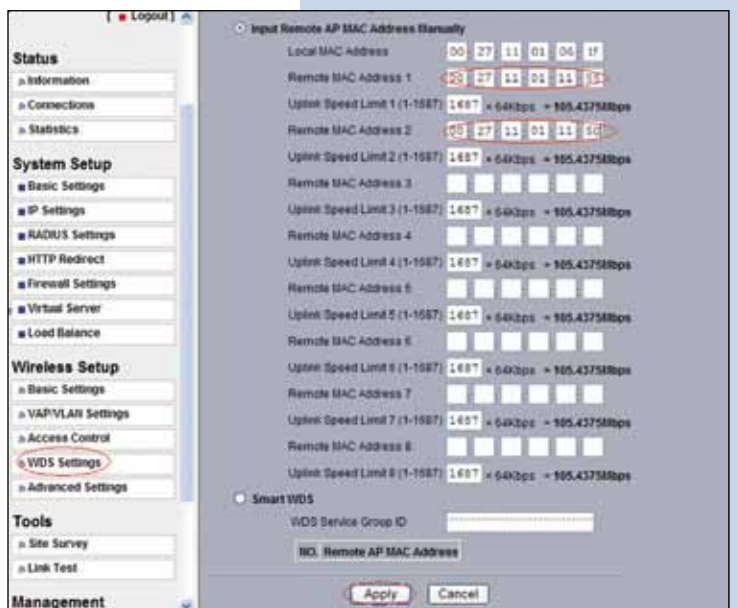 [ Logout ]
Status
Information
Connections
Statistics
System Setup
Basic Settings
IP Settings
RADIUS Settings
HTTP Redirect
Firewall Settings
Virtual Server
Load Balance
Wireless Setup
Basic Settings
VAP/VLAN Settings
Access Control
WDS Settings
Advanced Settings
Tools
Site Survey
Link Test
Management
Input Remote AP MAC Address Manually
Local MAC Address 00 27 11 01 06 1F
Remote MAC Address 1 00 27 11 01 11
Uplink Speed Limit 1 (1-1687) 1687 × 64Kbps = 105.4375Mbps
Remote MAC Address 2 00 27 11 01 11
Uplink Speed Limit 2 (1-1687) 1687 × 64Kbps = 105.4375Mbps
Remote MAC Address 3
Uplink Speed Limit 3 (1-1687) 1687 × 64Kbps = 105.4375Mbps
Remote MAC Address 4
Uplink Speed Limit 4 (1-1687) 1687 × 64Kbps = 105.4375Mbps
Remote MAC Address 5
Uplink Speed Limit 5 (1-1687) 1687 × 64Kbps = 105.4375Mbps
Remote MAC Address 6
Uplink Speed Limit 6 (1-1687) 1687 × 64Kbps = 105.4375Mbps
Remote MAC Address 7
Uplink Speed Limit 7 (1-1687) 1687 × 64Kbps = 105.4375Mbps
Remote MAC Address 8
Uplink Speed Limit 8 (1-1687) 1687 × 64Kbps = 105.4375Mbps
Smart WDS
WDS Service Group ID
NO. Remote AP MAC Address
Apply Cancel